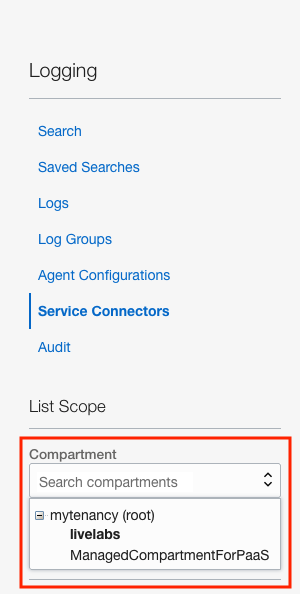 Logging
Search
Saved Searches
Logs
Log Groups
Agent Configurations
Service Connectors
Audit
List Scope
Compartment
Search compartments
mytenancy (root)
livelabs
ManagedCompartmentForPaaS